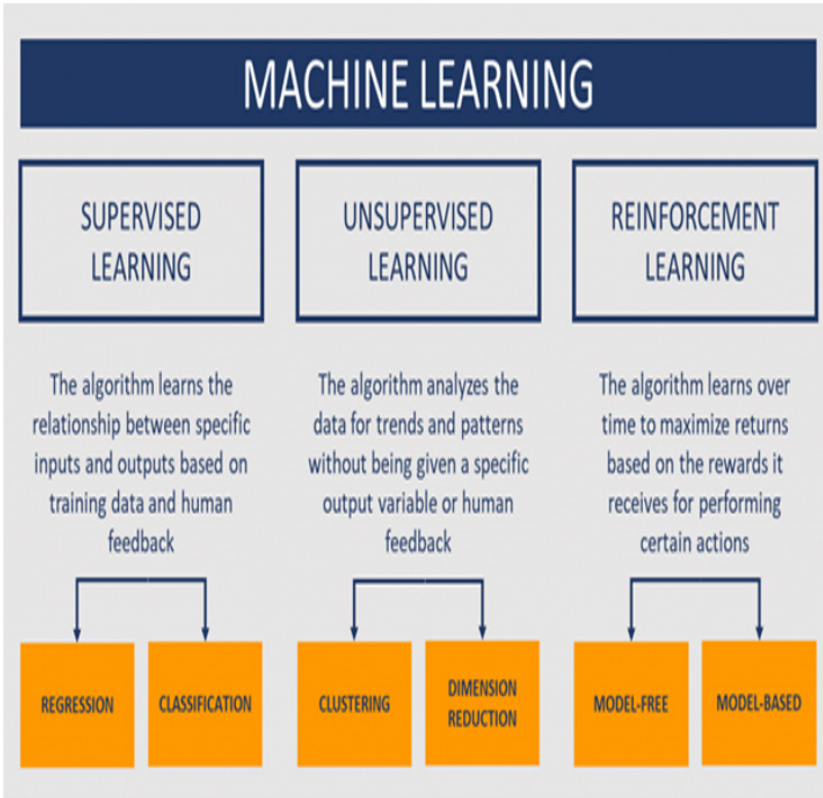 MACHINE LEARNING
SUPERVISED
LEARNING
The algorithm learns the
relationship between specific
inputs and outputs based on
training data and human
feedback
REGRESSION
CLASSIFICATION
UNSUPERVISED
LEARNING
The algorithm analyzes the
data for trends and patterns
without being given a specific
output variable or human
feedback
CLUSTERING
DIMENSION
REDUCTION
REINFORCEMENT
LEARNING
The algorithm learns over
time to maximize returns
based on the rewards it
receives for performing
certain actions
MODEL-FREE
MODEL-BASED